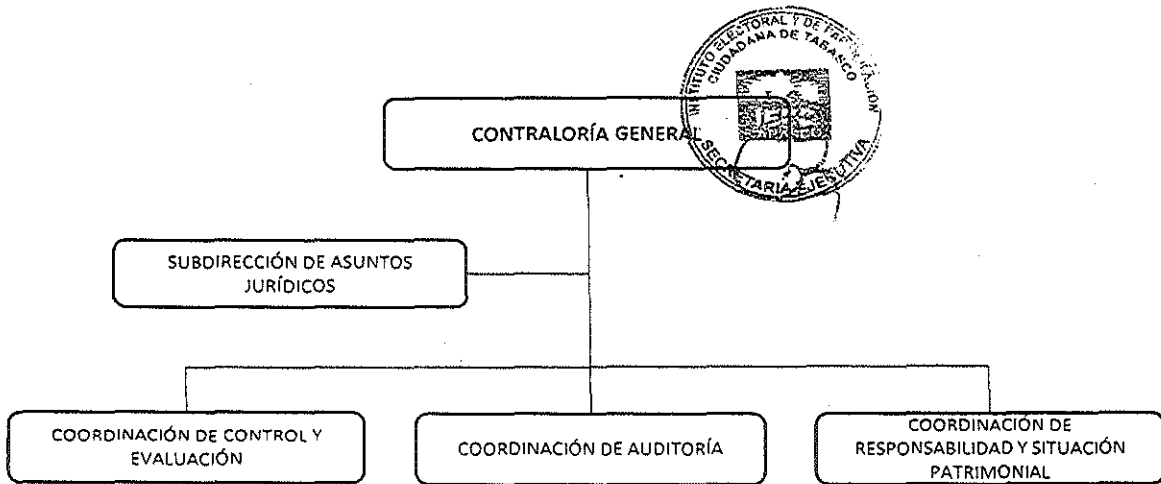 INSTITUTO ELECTORAL Y DE PARTICIPACIÓN
CIUDADANA DE TABASCO
SECRETARIA EJECUTIVA
CONTRALORÍA GENERAL
SUBDIRECCIÓN DE ASUNTOS
JURÍDICOS
COORDINACIÓN DE CONTROL Y
EVALUACIÓN
COORDINACIÓN DE AUDITORÍA
COORDINACIÓN DE
RESPONSABILIDAD Y SITUACIÓN
PATRIMONIAL